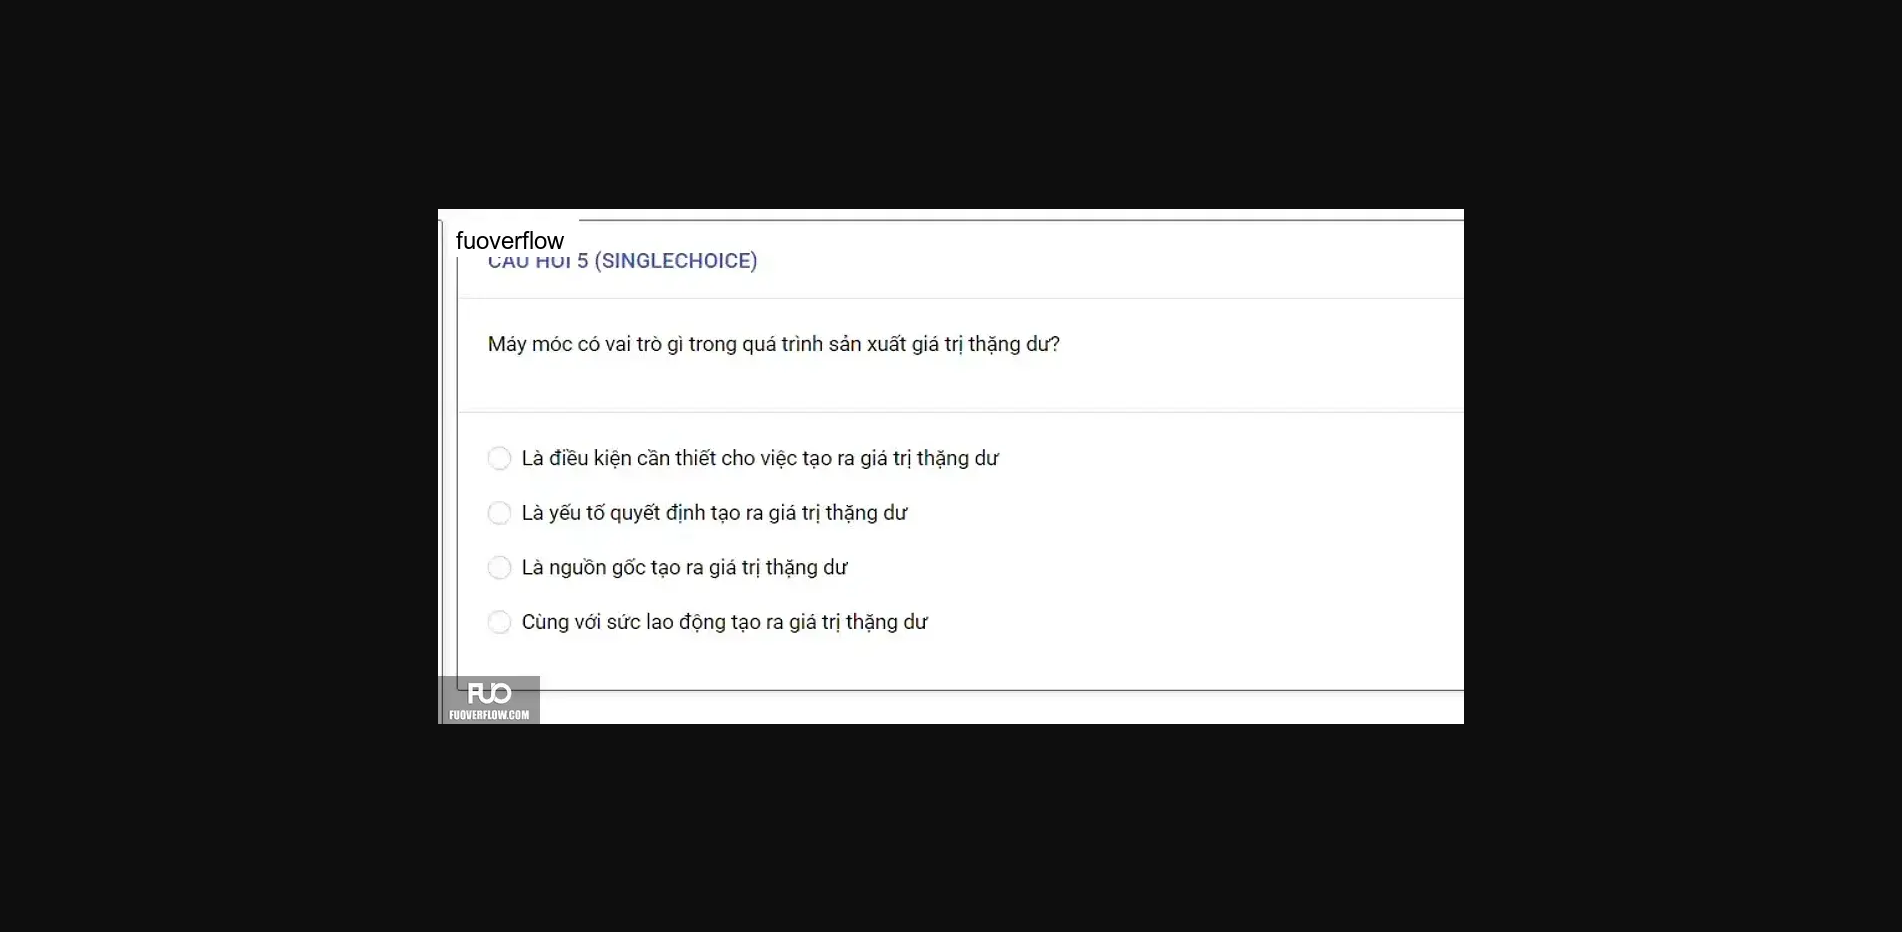 fuoverflow
CÂU HỎI 5 (SINGLECHOICE)
Máy móc có vai trò gì trong quá trình sản xuất giá trị thặng dư?
Là điều kiện cần thiết cho việc tạo ra giá trị thặng dư
Là yếu tố quyết định tạo ra giá trị thặng dư
Là nguồn gốc tạo ra giá trị thặng dư
Cùng với sức lao động tạo ra giá trị thặng dư
FUO
FUOVERFLOW.COM